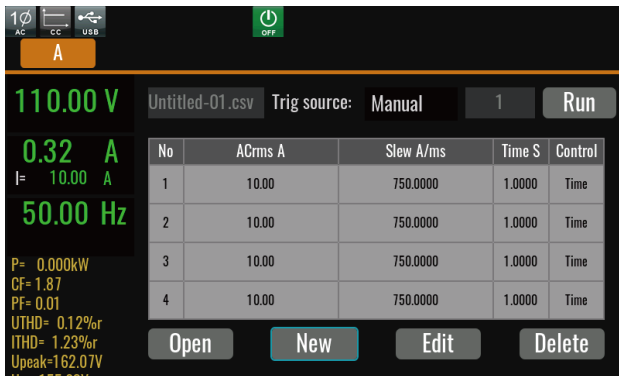 1Ø AC CC USB OFF
A
110.00 V
0.32 A
I= 10.00 A
50.00 Hz
P= 0.000kW
CF= 1.87
PF= 0.01
UTHD= 0.12%r
ITHD= 1.23%r
Upeak=162.07V
Untitled-01.csv Trig source: Manual 1 Run
No ACrms A Slew A/ms Time S Control
1 10.00 750.0000 1.0000 Time
2 10.00 750.0000 1.0000 Time
3 10.00 750.0000 1.0000 Time
4 10.00 750.0000 1.0000 Time
Open New Edit Delete